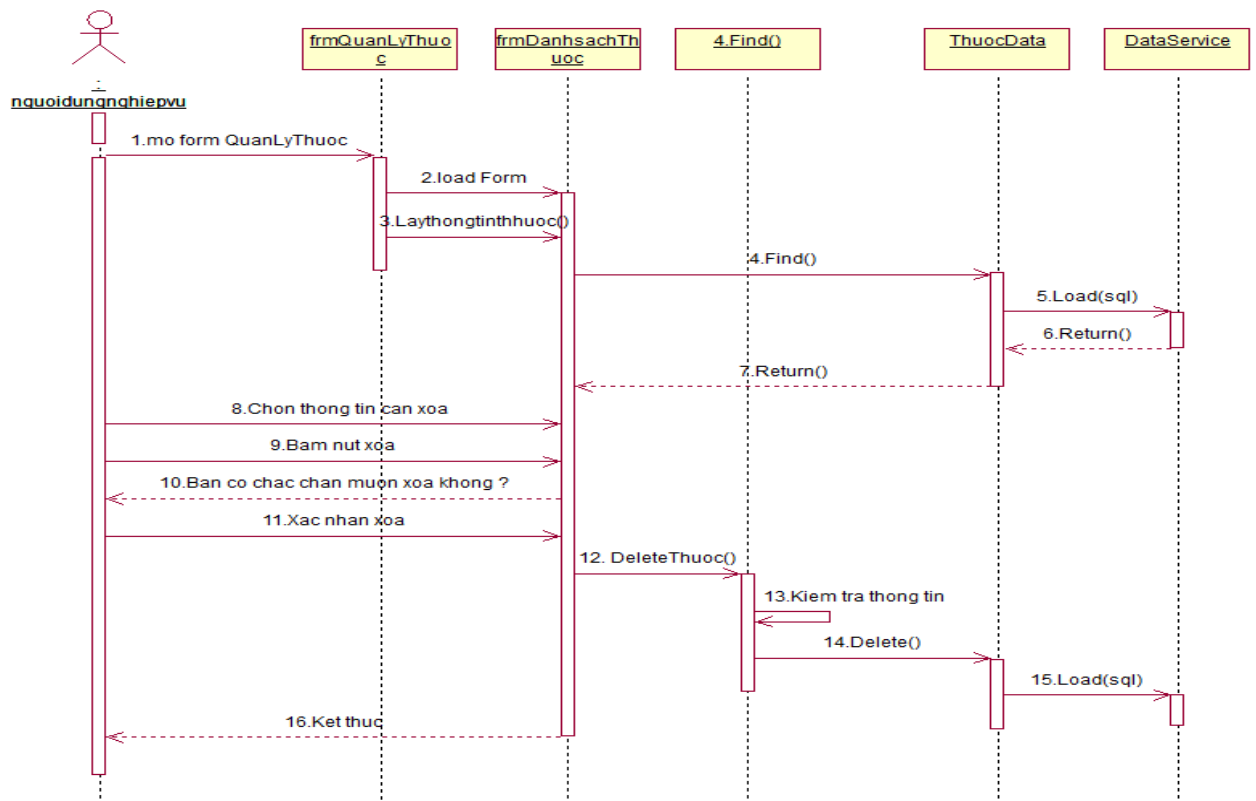 frmQuanLyThuo
c
frmDanhsachTh
uoc
4.Find()
ThuocData
DataService
:
nguoidungnghiepvu
1.mo form QuanLyThuoc
2.load Form
3.Laythongtinthhuoc()
4.Find()
5.Load(sql)
6.Return()
7.Return()
8.Chon thong tin can xoa
9.Bam nut xoa
10.Ban co chac chan muon xoa khong ?
11.Xac nhan xoa
12. DeleteThuoc()
13.Kiem tra thong tin
14.Delete()
15.Load(sql)
16.Ket thuc